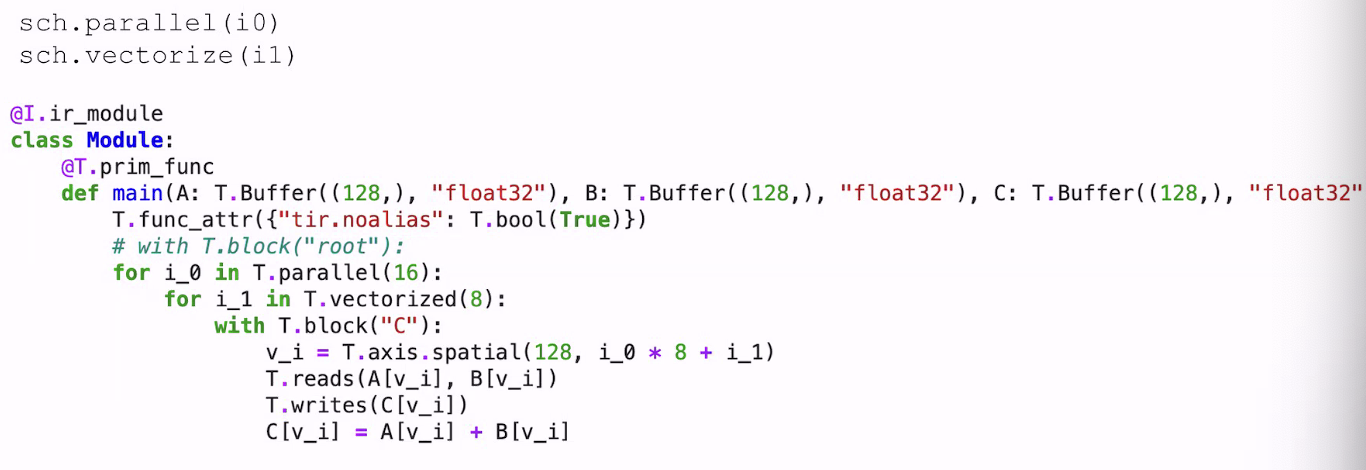 sch.parallel(i0)
sch.vectorize(i1)
@I.ir_module
class Module:
    @T.prim_func
    def main(A: T.Buffer((128,), "float32"), B: T.Buffer((128,), "float32"), C: T.Buffer((128,), "float32"
        T.func_attr({"tir.noalias": T.bool(True)})
        # with T.block("root"):
        for i_0 in T.parallel(16):
            for i_1 in T.vectorized(8):
                with T.block("C"):
                    v_i = T.axis.spatial(128, i_0 * 8 + i_1)
                    T.reads(A[v_i], B[v_i])
                    T.writes(C[v_i])
                    C[v_i] = A[v_i] + B[v_i]